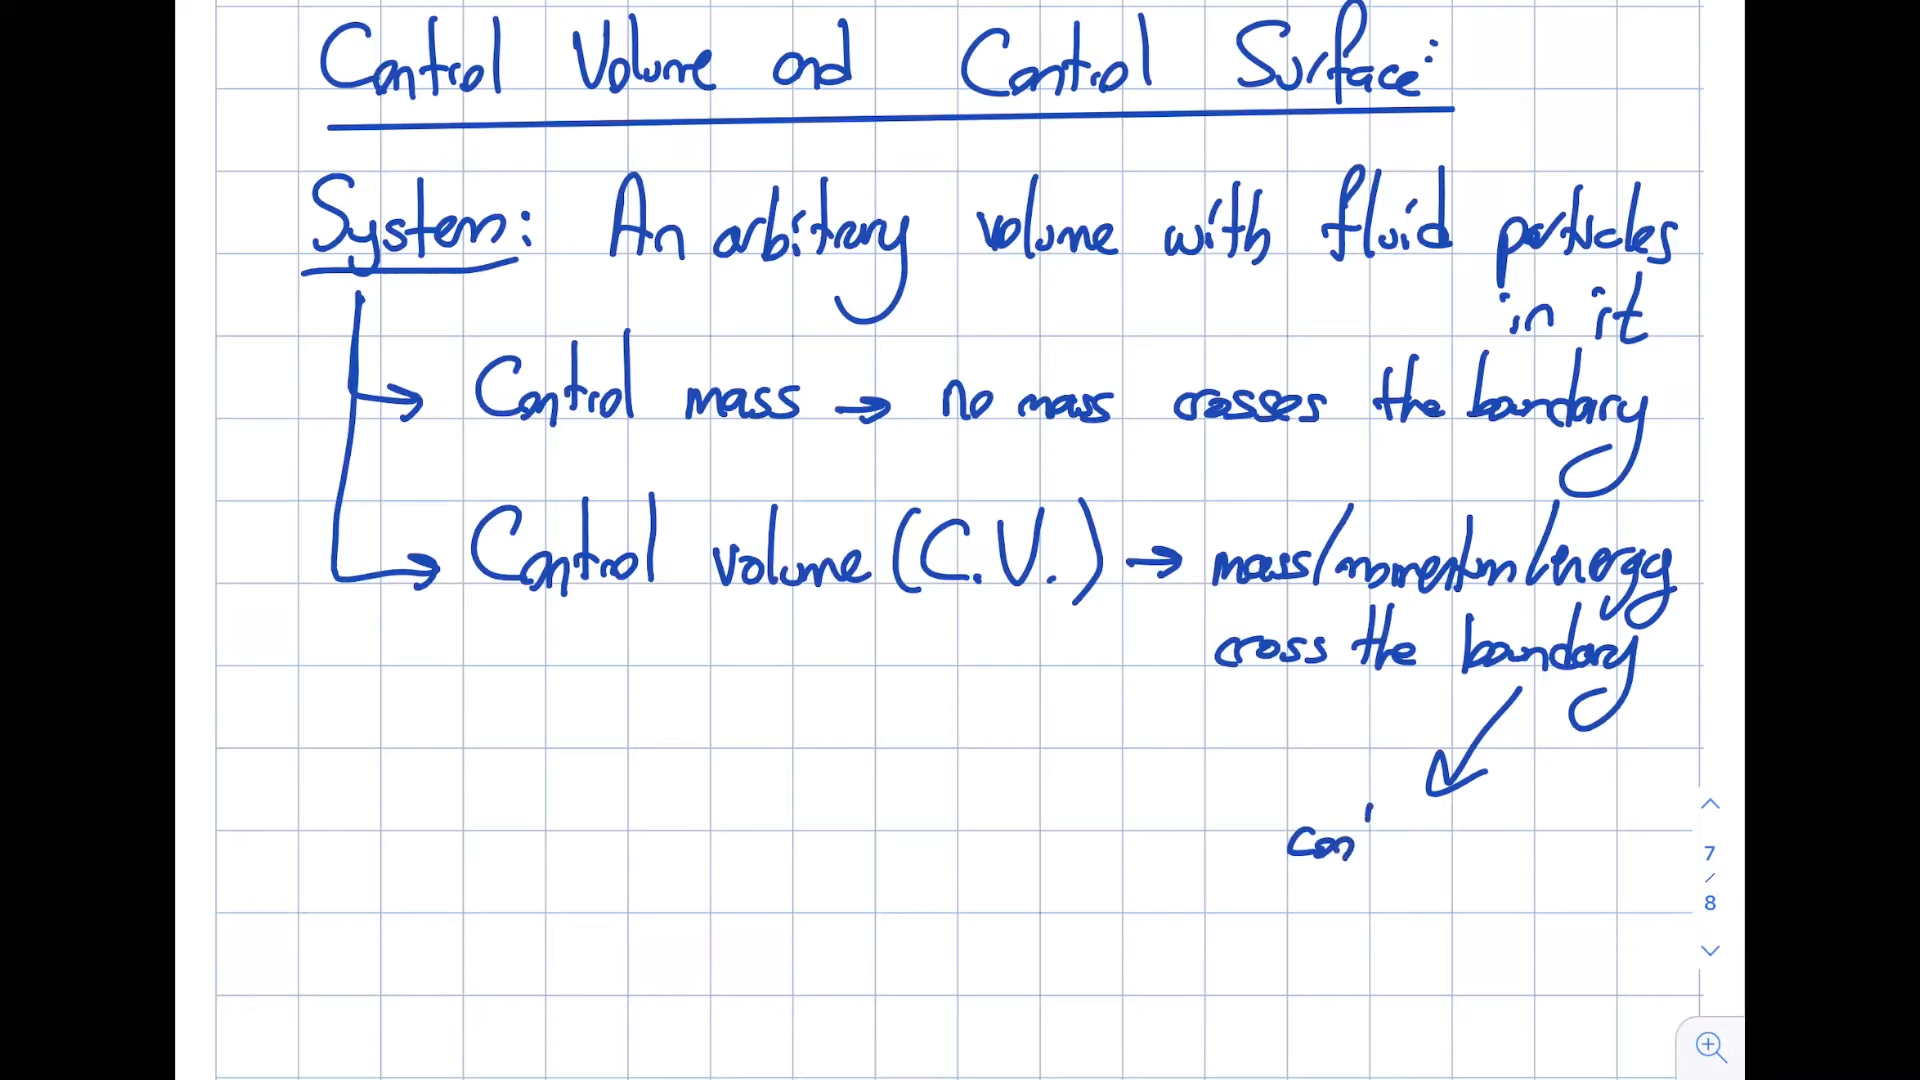 Control Volume and Control Surface:
System: An arbitrary volume with fluid particles
in it
Control mass → no mass crosses the boundary
Control volume (C.V.) → mass/momentum/energy
cross the boundary
con'
7
/
8